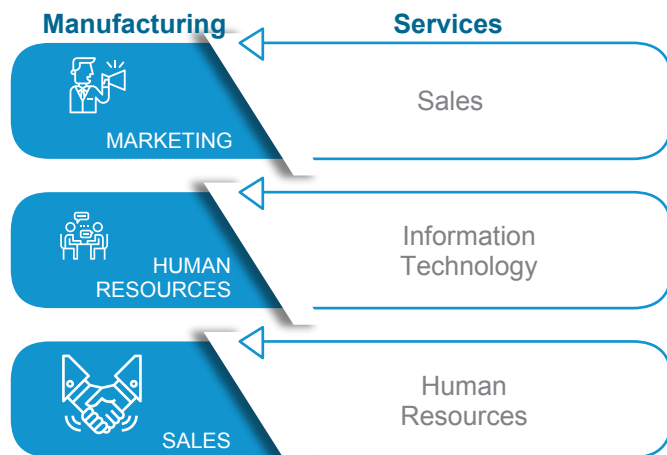 Manufacturing Services
MARKETING
Sales
HUMAN
RESOURCES
Information
Technology
SALES
Human
Resources